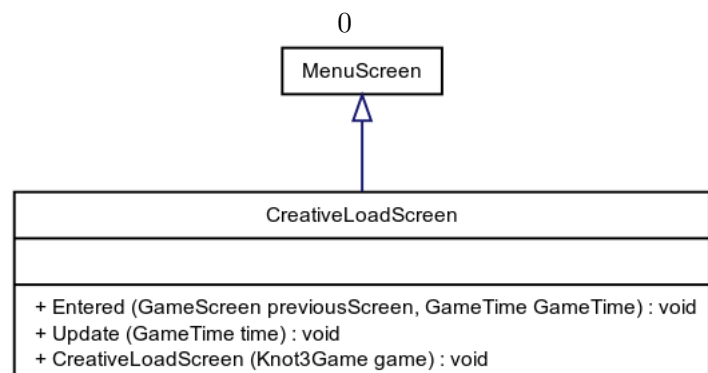 0
MenuScreen
CreativeLoadScreen
+ Entered (GameScreen previousScreen, GameTime GameTime) : void
+ Update (GameTime time) : void
+ CreativeLoadScreen (Knot3Game game) : void